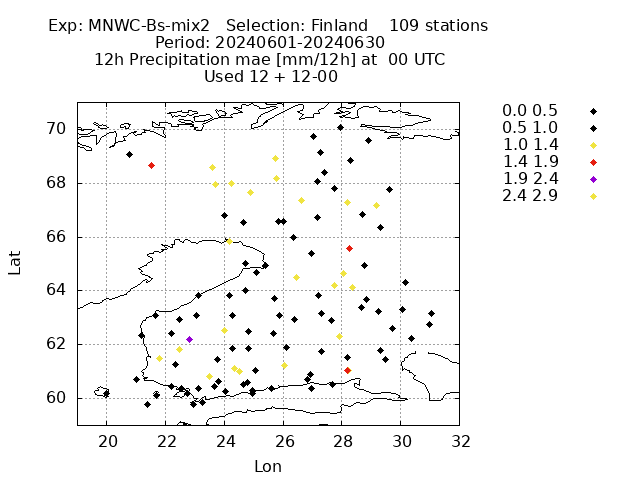 Exp: MNWC-Bs-mix2   Selection: Finland    109 stations
Period: 20240601-20240630
12h Precipitation mae [mm/12h] at  00 UTC
Used 12 + 12-00
0.0 0.5
0.5 1.0
1.0 1.4
1.4 1.9
1.9 2.4
2.4 2.9
70
68
66
64
62
60
Lat
20 22 24 26 28 30 32
Lon